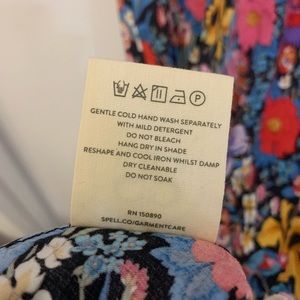 GENTLE COLD HAND WASH SEPARATELY
WITH MILD DETERGENT
DO NOT BLEACH
HANG DRY IN SHADE
RESHAPE AND COOL IRON WHILST DAMP
DRY CLEANABLE
DO NOT SOAK
RN 150890
SPELL.CO/GARMENTCARE